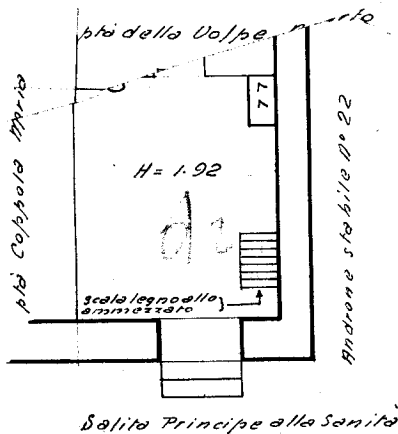 ptà della Volpe
ptà Coppola Maria
77
H = 1.92
scala legno allo
ammezzato
Androne stabile N° 22
Salita Principe alla Sanità